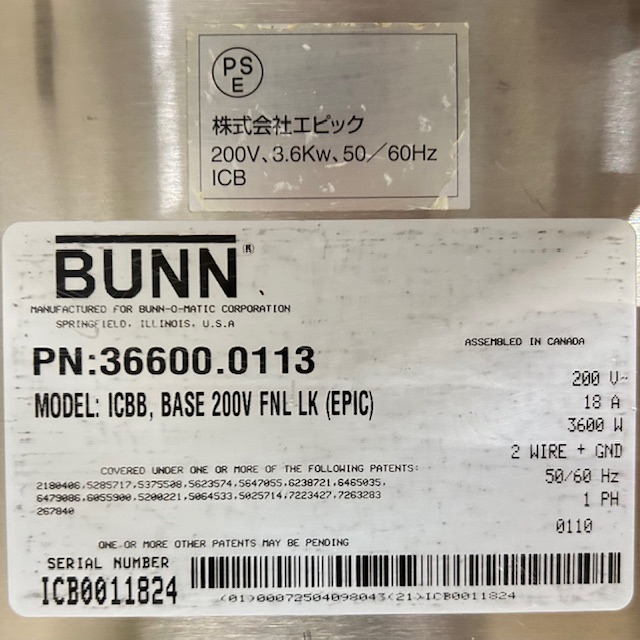 PS
E
株式会社エピック
200V、3.6Kw、50／60Hz
ICB
BUNN®
MANUFACTURED FOR BUNN-O-MATIC CORPORATION
SPRINGFIELD, ILLINOIS, U.S.A
PN:36600.0113
ASSEMBLED IN CANADA
MODEL: ICBB, BASE 200V FNL LK (EPIC)
200 V~
18 A
3600 W
2 WIRE + GND
50/60 Hz
1 PH
0110
COVERED UNDER ONE OR MORE OF THE FOLLOWING PATENTS:
2180406,5285717,5375508,5623574,5647055,6238721,6465035,
6479086,6055900,5200221,5064533,5025714,7223427,7263283
267840
ONE OR MORE OTHER PATENTS MAY BE PENDING
SERIAL NUMBER
ICB0011824
(01)00072504098043(21)ICB0011824